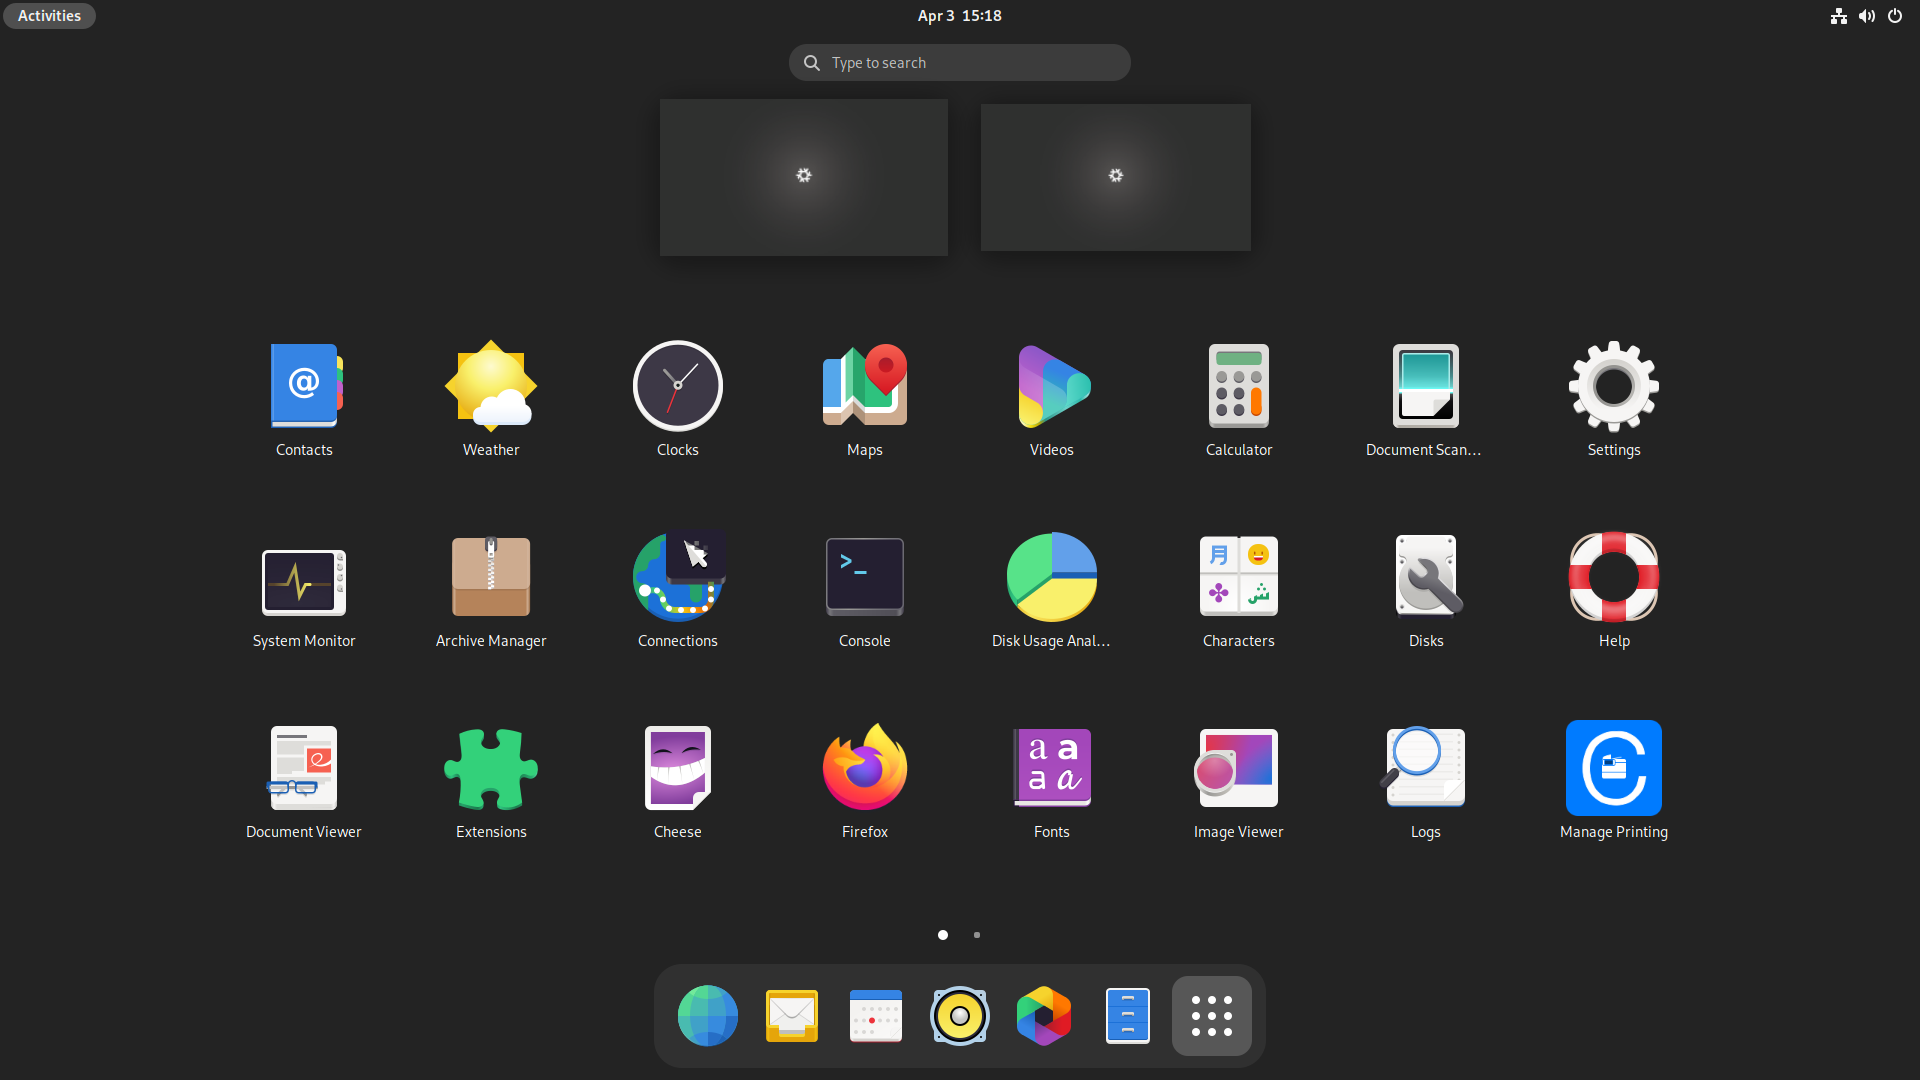 Activities
Apr 3 15:18
Type to search
Contacts
Weather
Clocks
Maps
Videos
Calculator
Document Scan…
Settings
System Monitor
Archive Manager
Connections
Console
Disk Usage Anal…
Characters
Disks
Help
Document Viewer
Extensions
Cheese
Firefox
Fonts
Image Viewer
Logs
Manage Printing